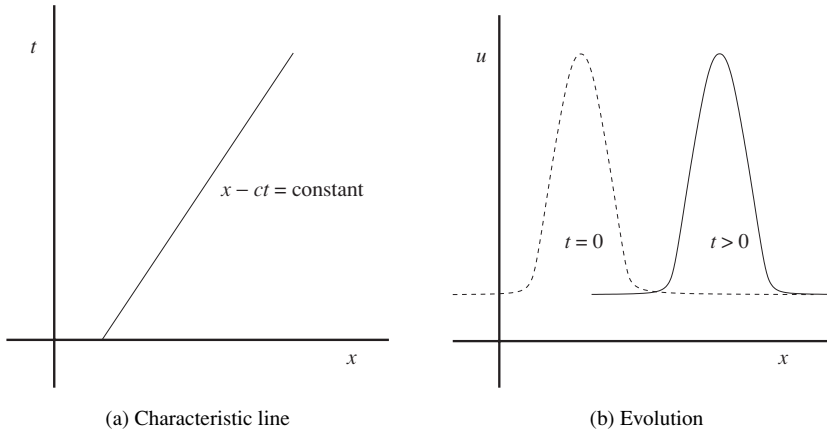 t
x − ct = constant
x
(a) Characteristic line
u
t = 0
t > 0
x
(b) Evolution